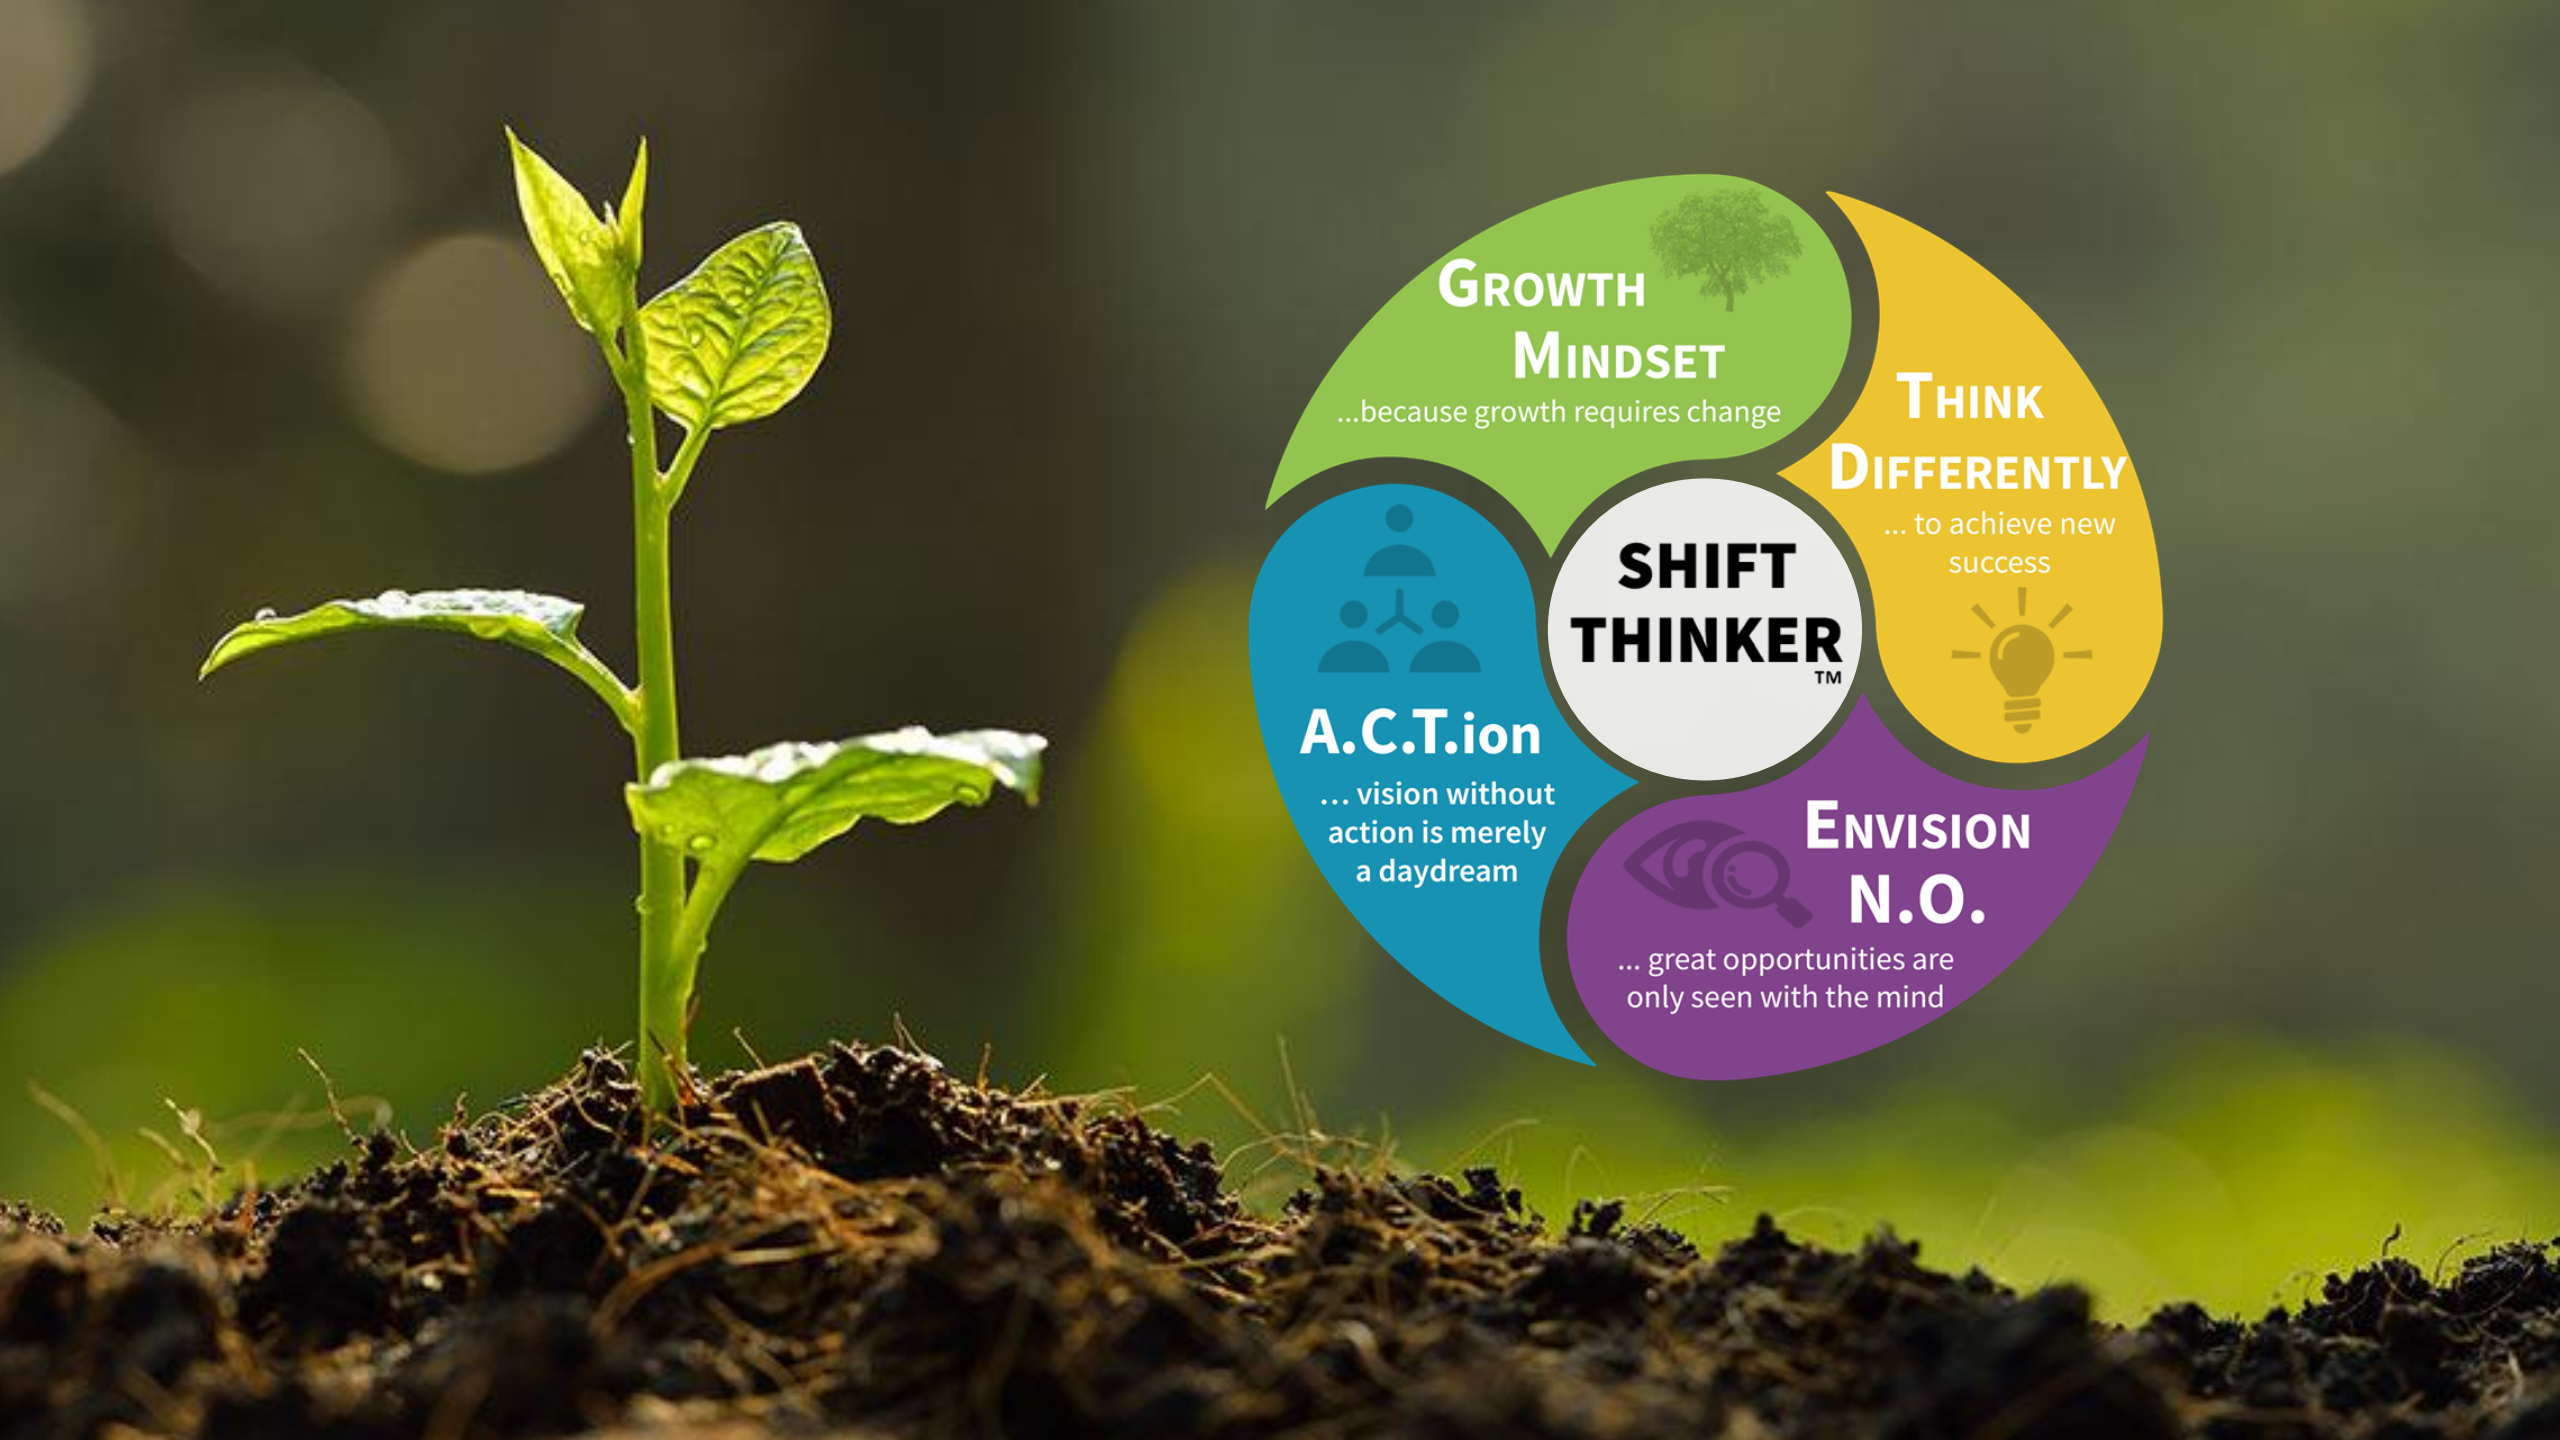 GROWTH
MINDSET
...because growth requires change
THINK
DIFFERENTLY
... to achieve new
success
SHIFT
THINKER
TM
A.C.T.ion
... vision without
action is merely
a daydream
ENVISION
N.O.
... great opportunities are
only seen with the mind